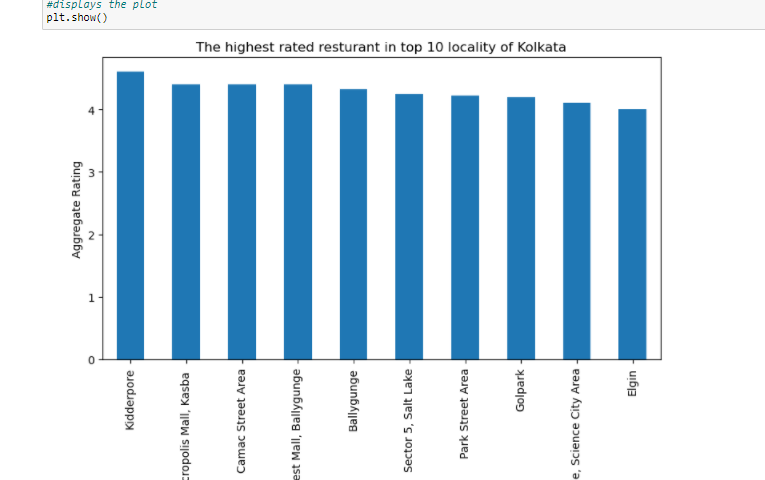 #displays the plot
plt.show()
The highest rated resturant in top 10 locality of Kolkata
Aggregate Rating
4
3
2
1
0
Kidderpore
cropolis Mall, Kasba
Camac Street Area
est Mall, Ballygunge
Ballygunge
Sector 5, Salt Lake
Park Street Area
Golpark
e, Science City Area
Elgin